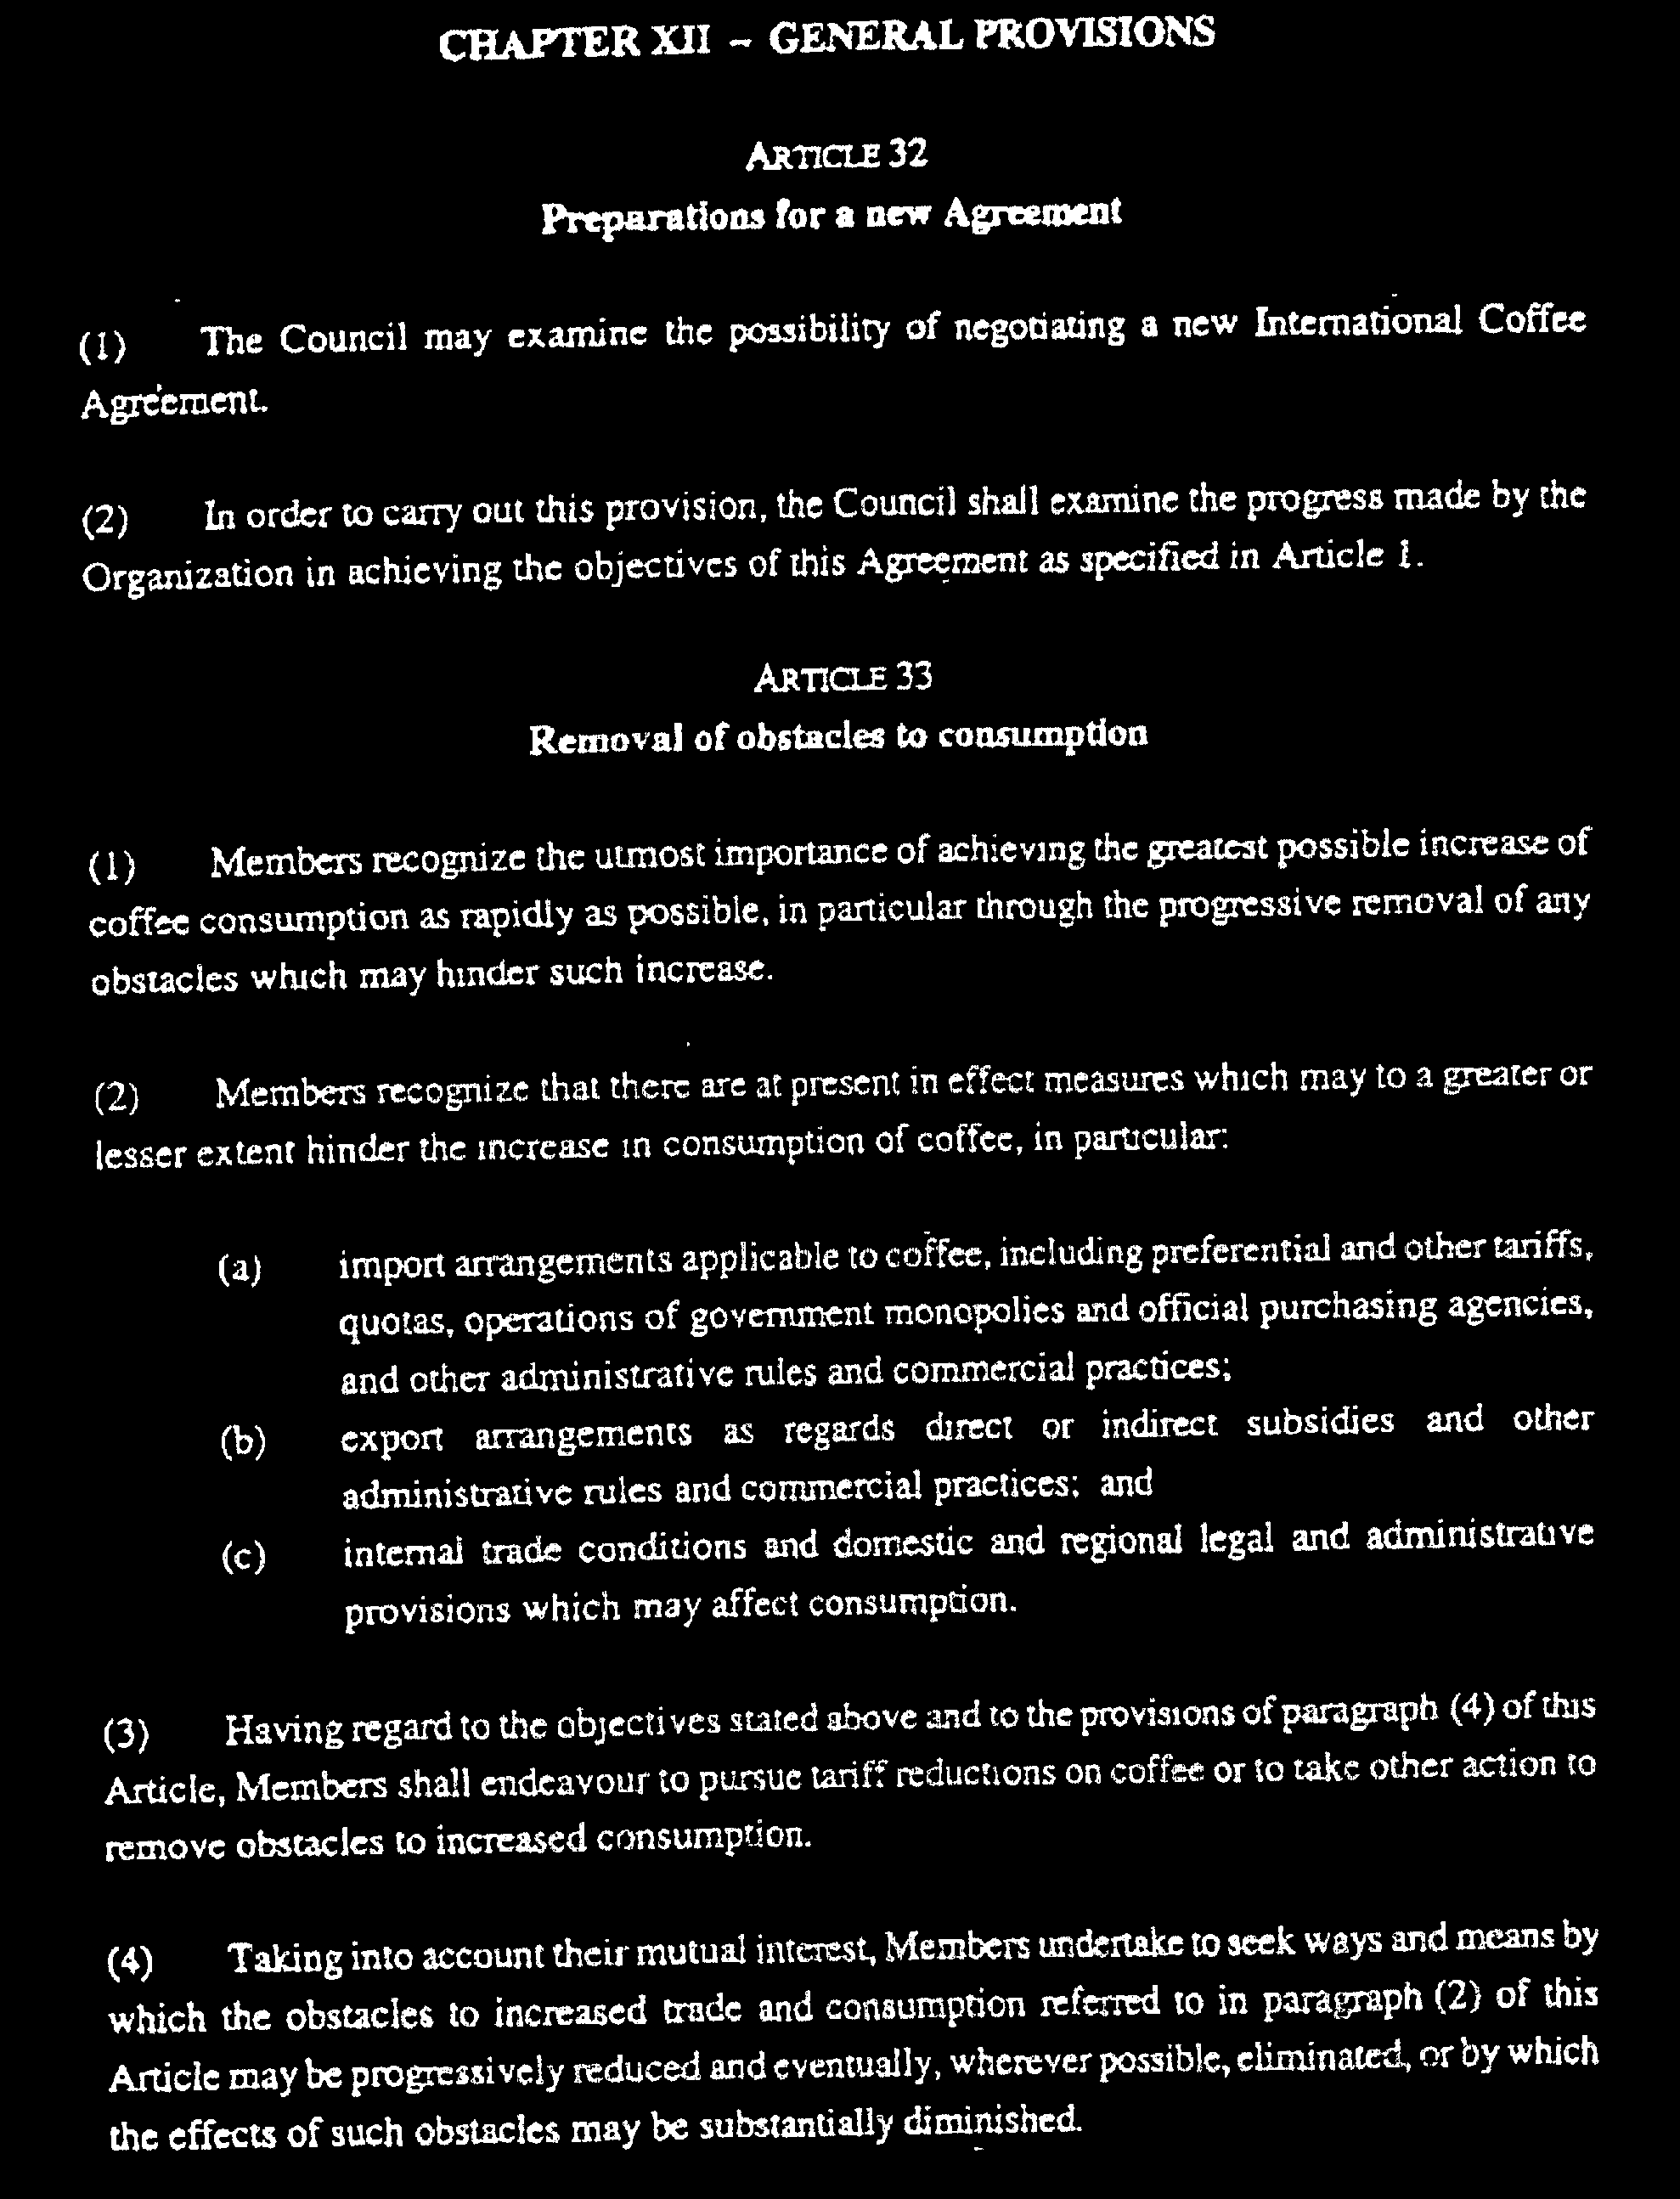 CHAPTER XII – GENERAL PROVISIONS
ARTICLE 32
Preparations for a new Agreement
(1) The Council may examine the possibility of negotiating a new International Coffee
Agreement.
(2) In order to carry out this provision, the Council shall examine the progress made by the
Organization in achieving the objectives of this Agreement as specified in Article 1.
ARTICLE 33
Removal of obstacles to consumption
(1) Members recognize the utmost importance of achieving the greatest possible increase of
coffee consumption as rapidly as possible, in particular through the progressive removal of any
obstacles which may hinder such increase.
(2) Members recognize that there are at present in effect measures which may to a greater or
lesser extent hinder the increase in consumption of coffee, in particular:
(a) import arrangements applicable to coffee, including preferential and other tariffs,
quotas, operations of government monopolies and official purchasing agencies,
and other administrative rules and commercial practices;
(b) export arrangements as regards direct or indirect subsidies and other
administrative rules and commercial practices; and
(c) internal trade conditions and domestic and regional legal and administrative
provisions which may affect consumption.
(3) Having regard to the objectives stated above and to the provisions of paragraph (4) of this
Article, Members shall endeavour to pursue tariff reductions on coffee or to take other action to
remove obstacles to increased consumption.
(4) Taking into account their mutual interest, Members undertake to seek ways and means by
which the obstacles to increased trade and consumption referred to in paragraph (2) of this
Article may be progressively reduced and eventually, wherever possible, eliminated, or by which
the effects of such obstacles may be substantially diminished.